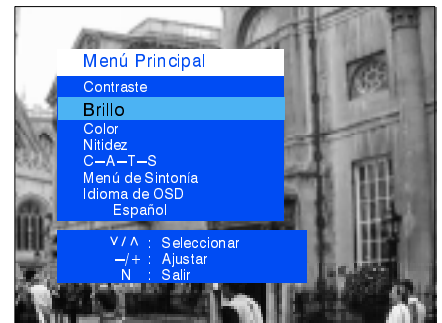 Menú Principal
Contraste
Brillo
Color
Nitidez
C–A–T–S
Menú de Sintonía
Idioma de OSD
Español
V / Λ : Seleccionar
–/+ : Ajustar
N : Salir